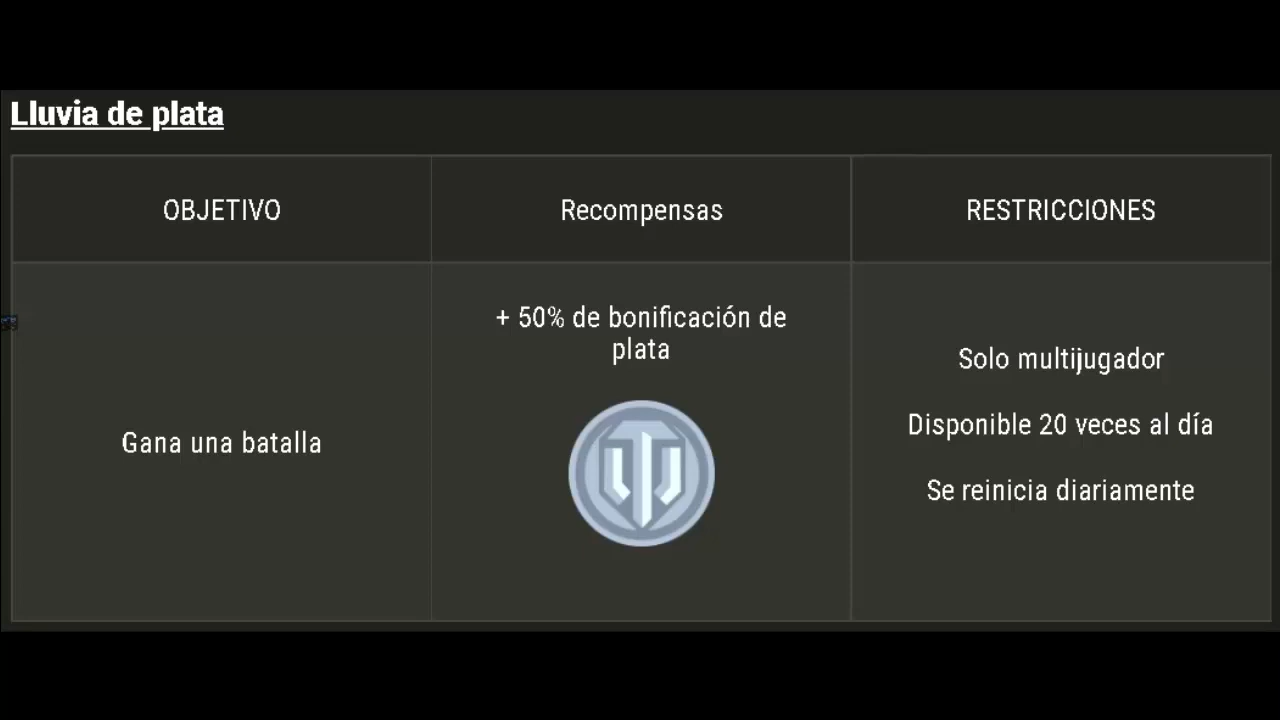 Lluvia de plata
OBJETIVO
Recompensas
RESTRICCIONES
Gana una batalla
+ 50% de bonificación de
plata
Solo multijugador
Disponible 20 veces al día
Se reinicia diariamente